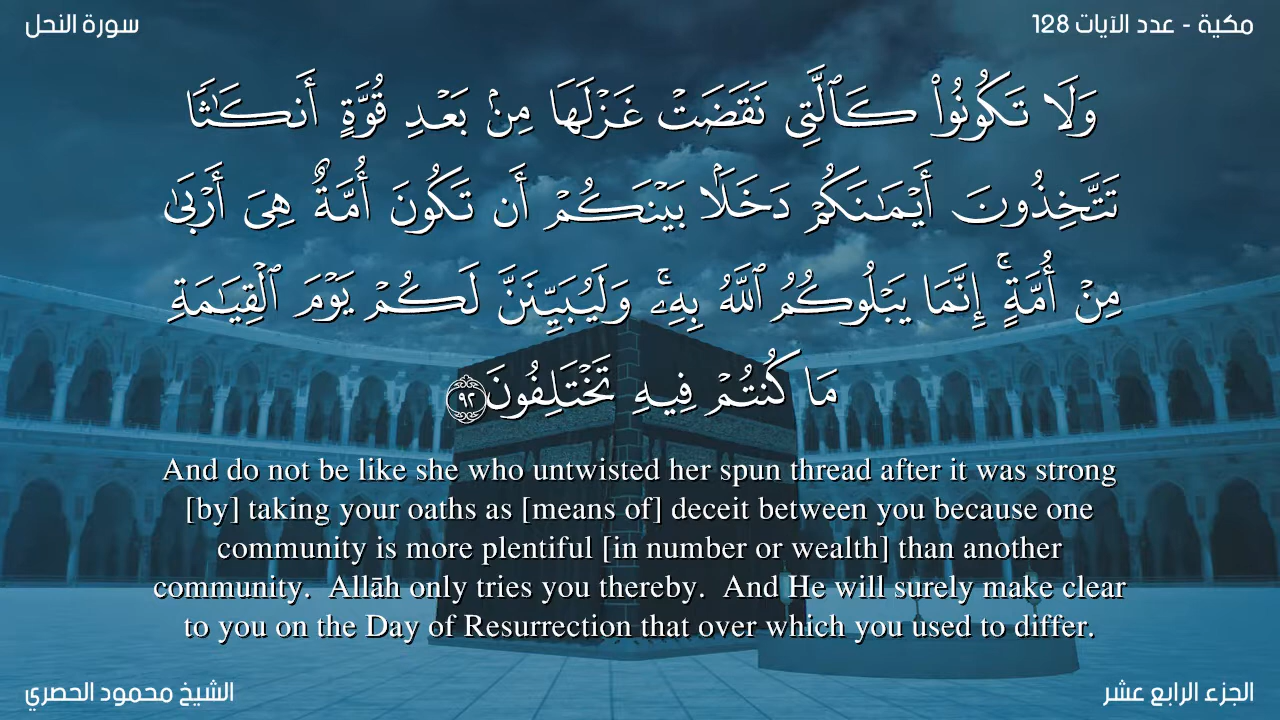 مكية - عدد الآيات 128
سورة النحل
وَلَا تَكُونُوا۟ كَٱلَّتِى نَقَضَتْ غَزْلَهَا مِنۢ بَعْدِ قُوَّةٍ أَنكَـٰثًا
تَتَّخِذُونَ أَيْمَـٰنَكُمْ دَخَلًۢا بَيْنَكُمْ أَن تَكُونَ أُمَّةٌ هِىَ أَرْبَىٰ
مِنْ أُمَّةٍ ۚ إِنَّمَا يَبْلُوكُمُ ٱللَّهُ بِهِۦ ۚ وَلَيُبَيِّنَنَّ لَكُمْ يَوْمَ ٱلْقِيَـٰمَةِ
مَا كُنتُمْ فِيهِ تَخْتَلِفُونَ ٩٢
And do not be like she who untwisted her spun thread after it was strong
[by] taking your oaths as [means of] deceit between you because one
community is more plentiful [in number or wealth] than another
community.  Allāh only tries you thereby.  And He will surely make clear
to you on the Day of Resurrection that over which you used to differ.
الجزء الرابع عشر
الشيخ محمود الحصري